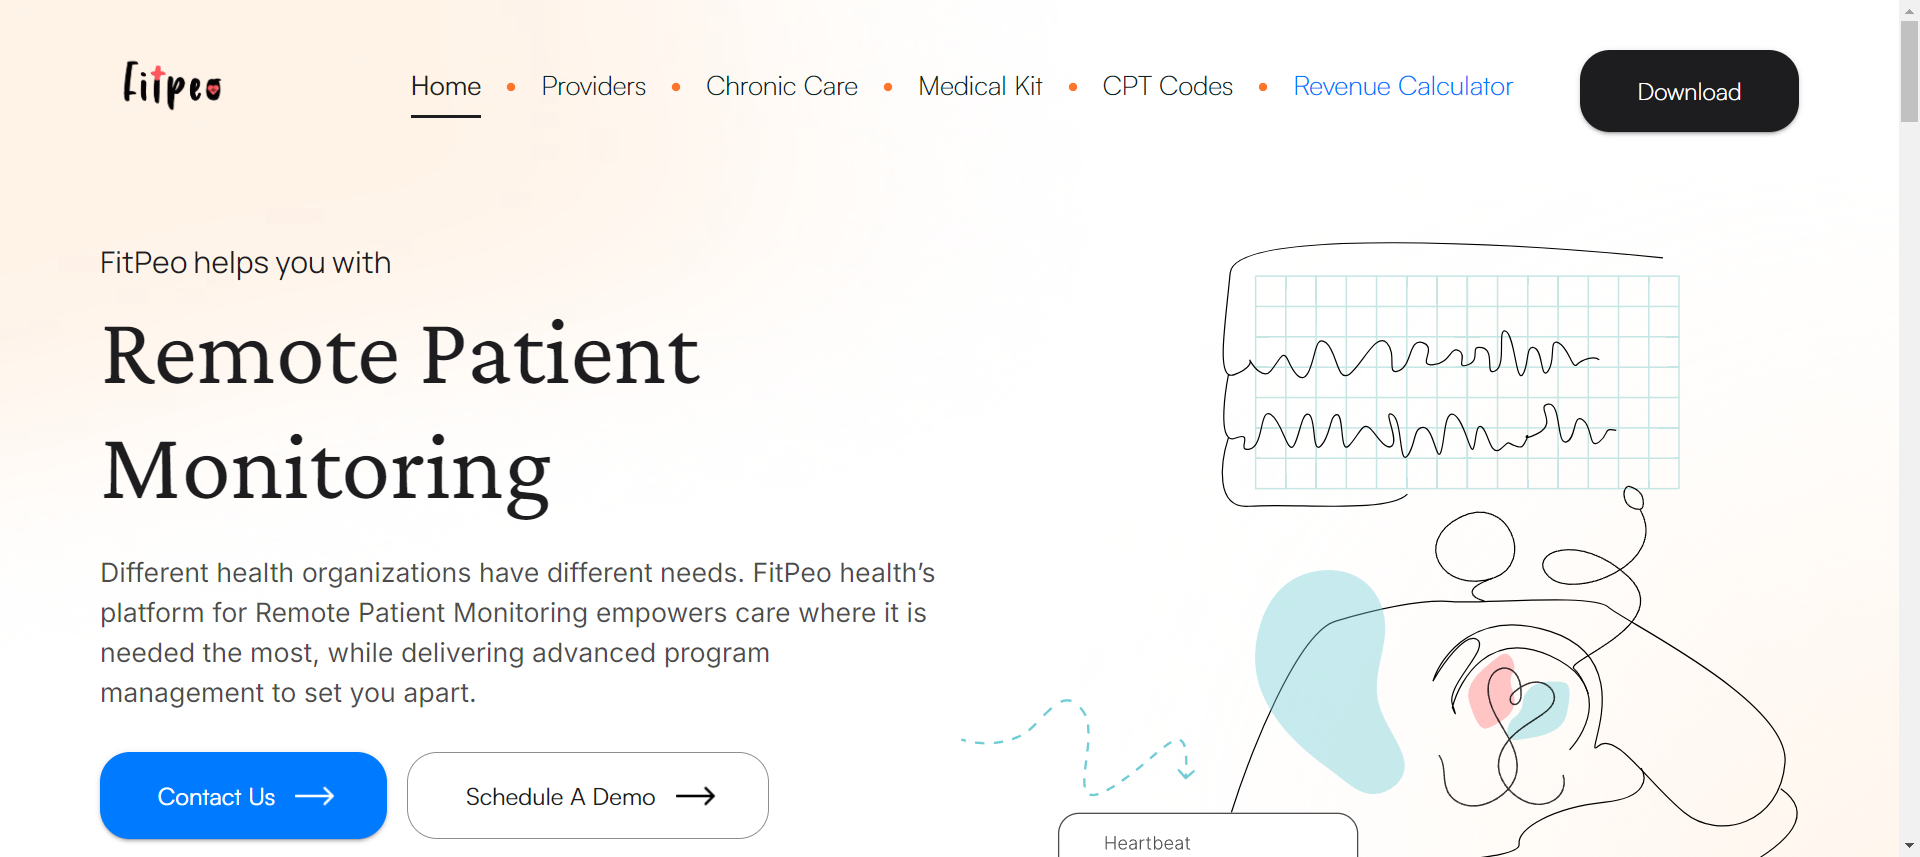 FitPeo
Home
Providers
Chronic Care
Medical Kit
CPT Codes
Revenue Calculator
Download
FitPeo helps you with
Remote Patient
Monitoring
Different health organizations have different needs. FitPeo health’s
platform for Remote Patient Monitoring empowers care where it is
needed the most, while delivering advanced program
management to set you apart.
Contact Us
Schedule A Demo
Heartbeat